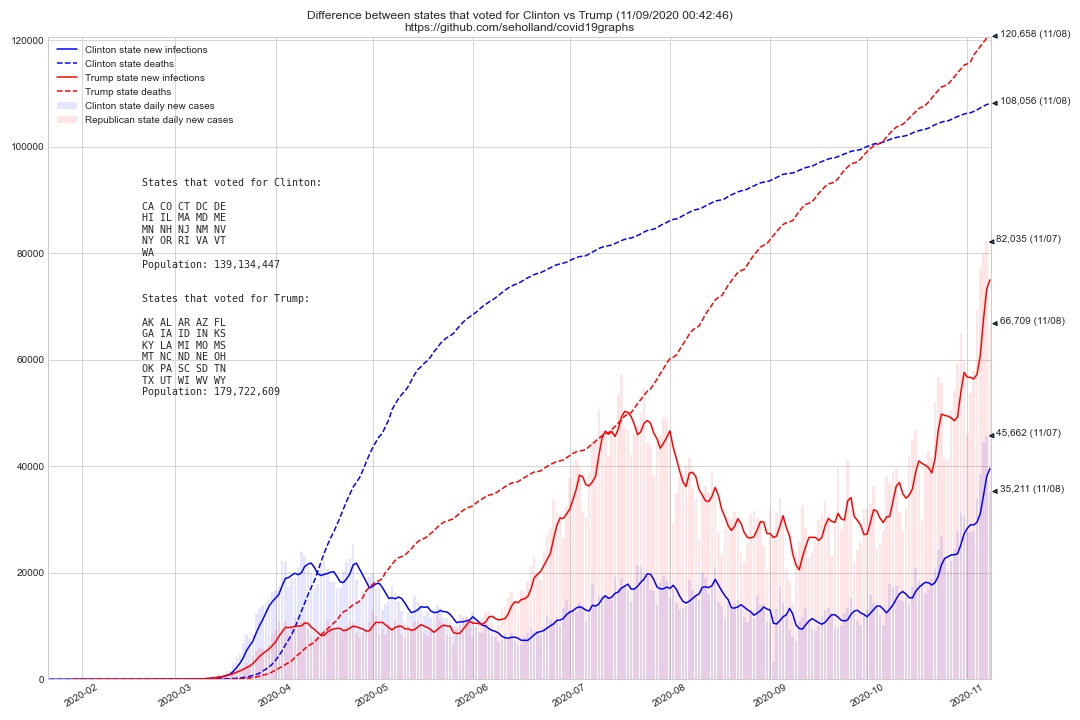 Difference between states that voted for Clinton vs Trump (11/09/2020 00:42:46)
https://github.com/seholland/covid19graphs
120000
100000
80000
60000
40000
20000
0
Clinton state new infections
Clinton state deaths
Trump state new infections
Trump state deaths
Clinton state daily new cases
Republican state daily new cases
States that voted for Clinton:
CA CO CT DC DE
HI IL MA MD ME
MN NH NJ NM NV
NY OR RI VA VT
WA
Population: 139,134,447
States that voted for Trump:
AK AL AR AZ FL
GA IA ID IN KS
KY LA MI MO MS
MT NC ND NE OH
OK PA SC SD TN
TX UT WI WV WY
Population: 179,722,609
120,658 (11/08)
108,056 (11/08)
82,035 (11/07)
66,709 (11/08)
45,662 (11/07)
35,211 (11/08)
2020-02
2020-03
2020-04
2020-05
2020-06
2020-07
2020-08
2020-09
2020-10
2020-11